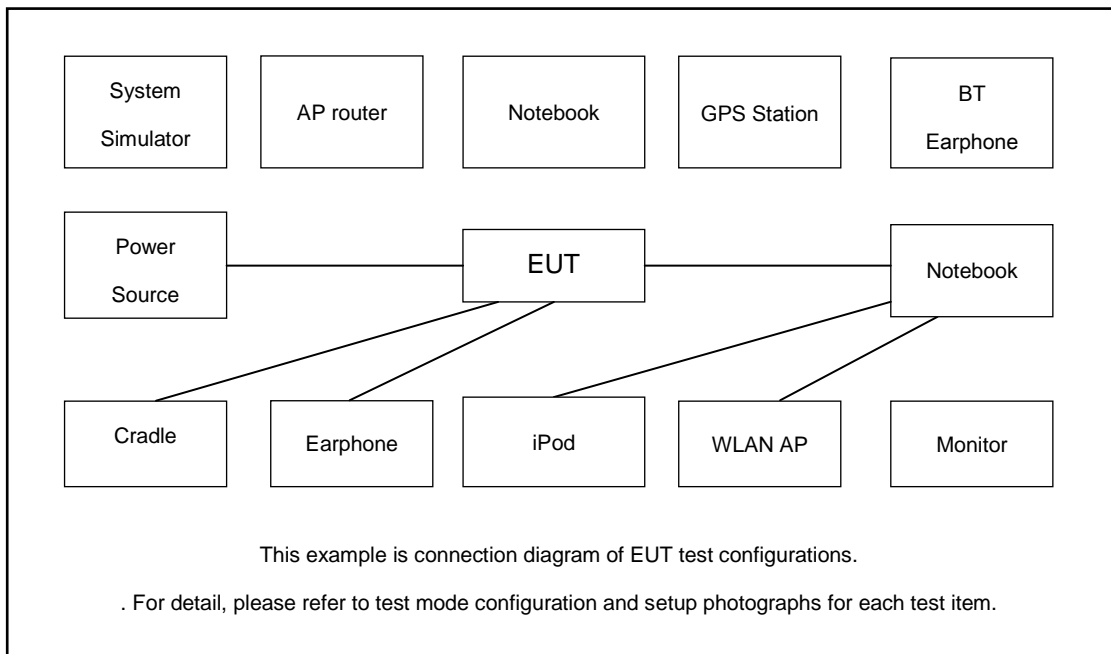 System
Simulator
AP router
Notebook
GPS Station
BT
Earphone
Power
Source
EUT
Notebook
Cradle
Earphone
iPod
WLAN AP
Monitor
This example is connection diagram of EUT test configurations.
. For detail, please refer to test mode configuration and setup photographs for each test item.